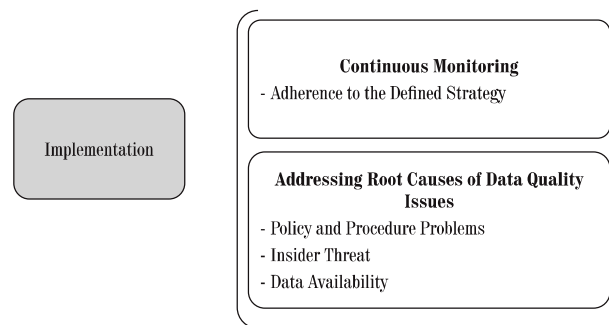 Implementation
Continuous Monitoring
- Adherence to the Defined Strategy
Addressing Root Causes of Data Quality
Issues
- Policy and Procedure Problems
- Insider Threat
- Data Availability